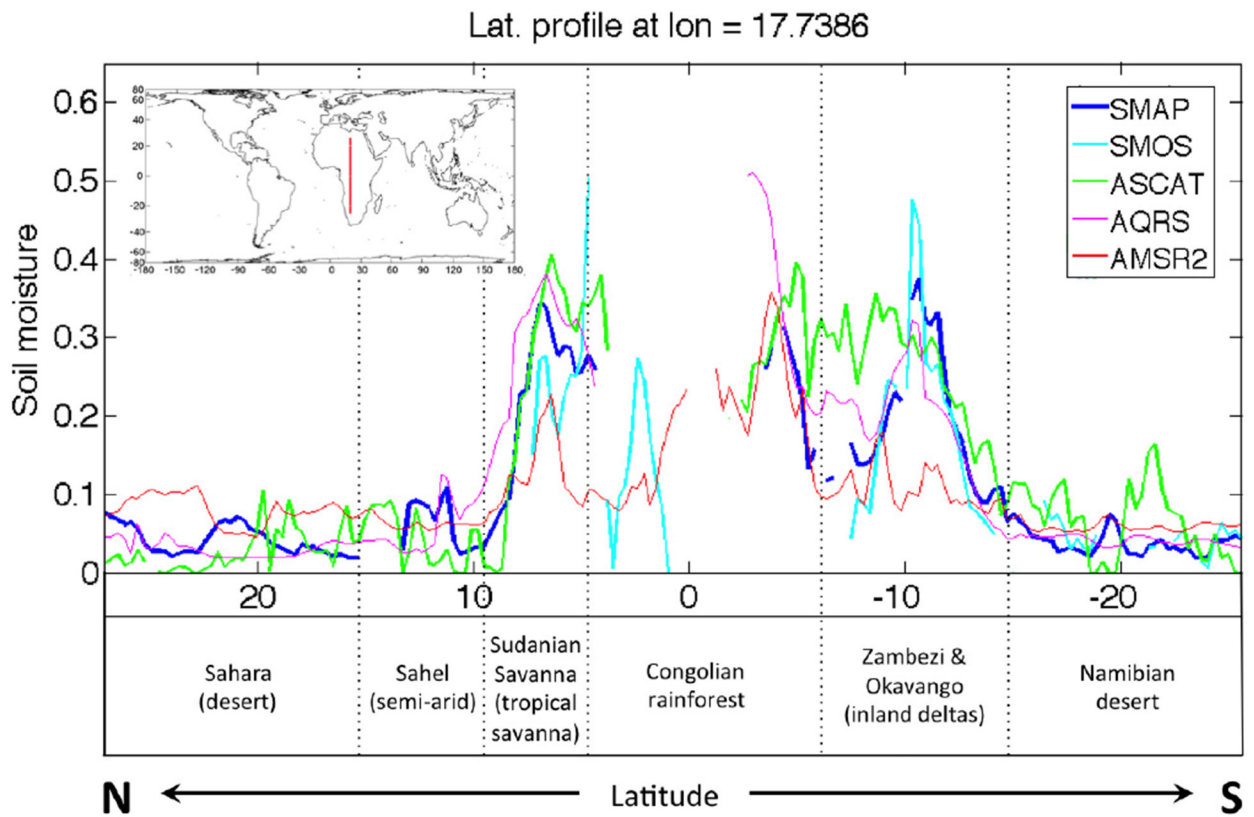 Lat. profile at lon = 17.7386
Soil moisture
0.6
0.5
0.4
0.3
0.2
0.1
0
80
60
40
20
0
-20
-40
-60
-80
-180 -150 -120 -90 -60 -30 0 30 60 90 120 150 180
SMAP
SMOS
ASCAT
AQRS
AMSR2
20 10 0 -10 -20
Sahara
(desert)
Sahel
(semi-arid)
Sudanian
Savanna
(tropical
savanna)
Congolian
rainforest
Zambezi &
Okavango
(inland deltas)
Namibian
desert
N Latitude S